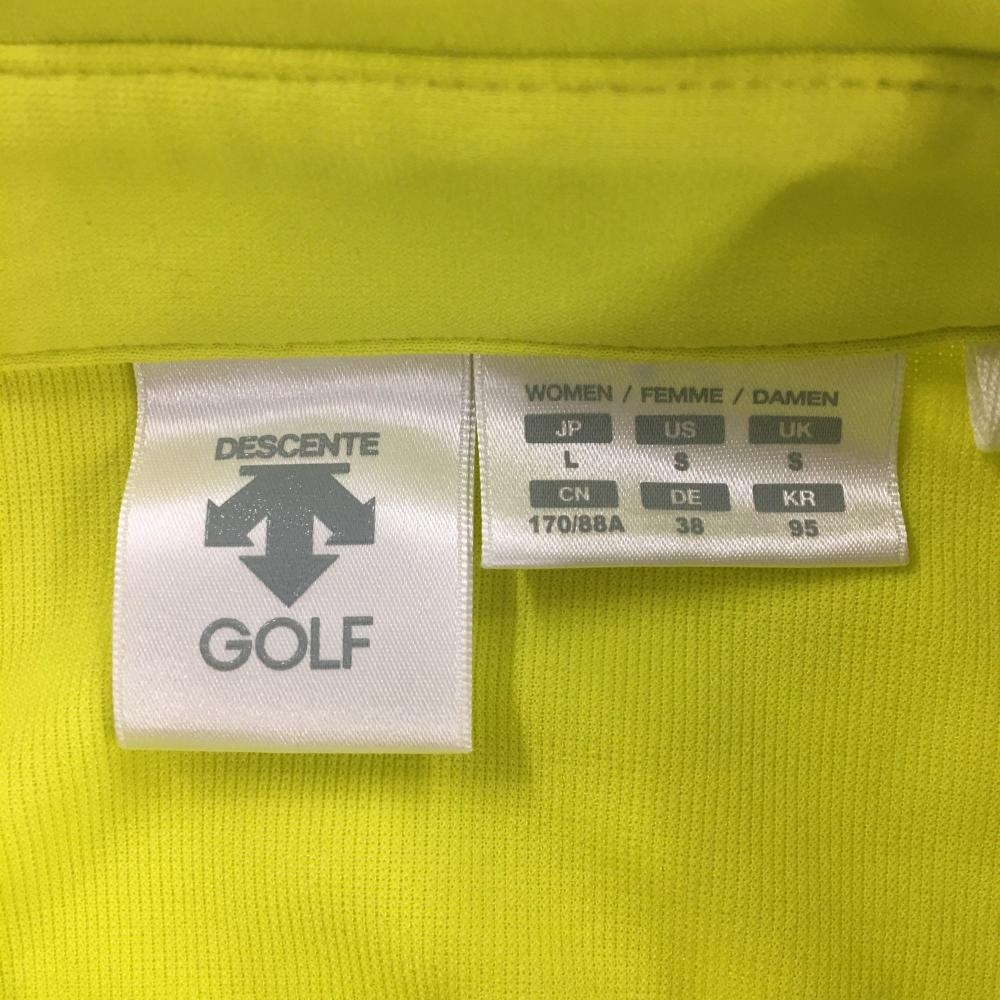 DESCENTE
GOLF
WOMEN / FEMME / DAMEN
JP US UK
L S S
CN DE KR
170/88A 38 95